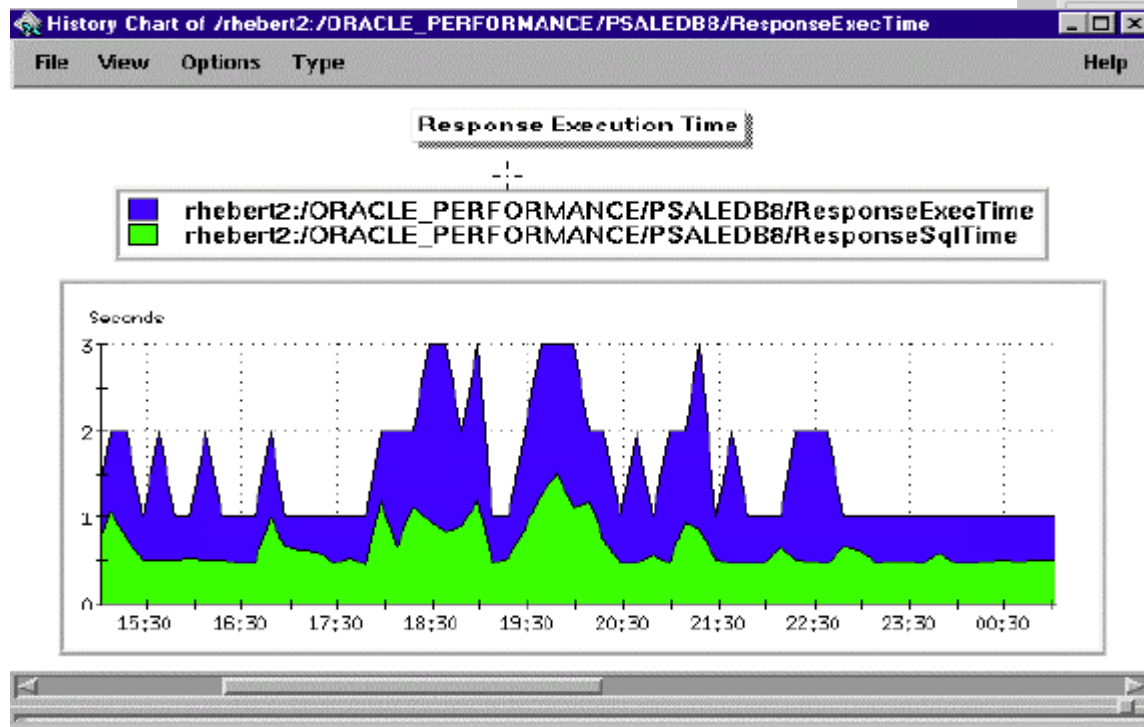 History Chart of /rhebert2:/ORACLE_PERFORMANCE/PSALEDB8/ResponseExecTime
File View Options Type Help
Response Execution Time
rhebert2:/ORACLE_PERFORMANCE/PSALEDB8/ResponseExecTime
rhebert2:/ORACLE_PERFORMANCE/PSALEDB8/ResponseSqlTime
Seconds
3
2
1
0
15:30 16:30 17:30 18:30 19:30 20:30 21:30 22:30 23:30 00:30